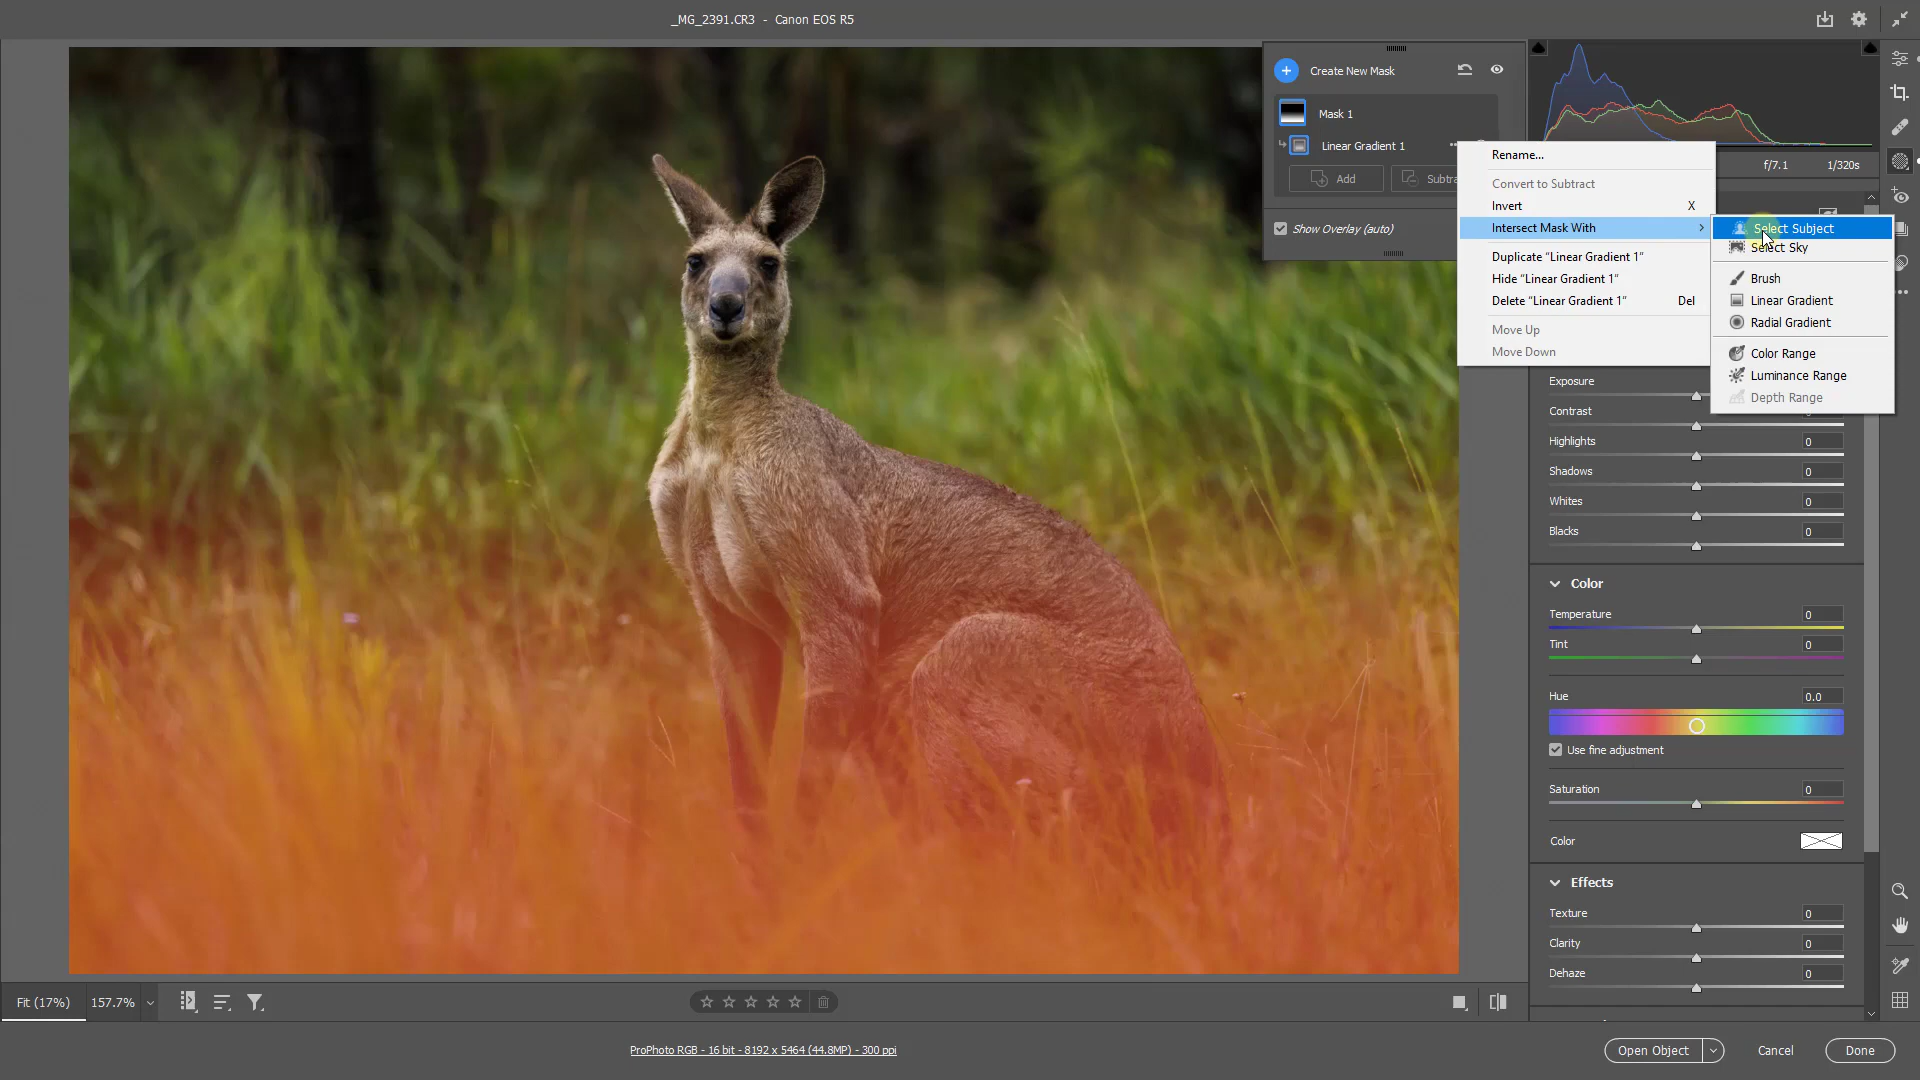 _MG_2391.CR3 - Canon EOS R5
Create New Mask
Mask 1
Linear Gradient 1
Add
Subtra
Show Overlay (auto)
Rename...
Convert to Subtract
Invert X
Intersect Mask With
Duplicate "Linear Gradient 1"
Hide "Linear Gradient 1"
Delete "Linear Gradient 1" Del
Move Up
Move Down
Select Subject
Select Sky
Brush
Linear Gradient
Radial Gradient
Color Range
Luminance Range
Depth Range
f/7.1 1/320s
Exposure
Contrast
Highlights 0
Shadows 0
Whites 0
Blacks 0
Color
Temperature 0
Tint 0
Hue 0.0
Use fine adjustment
Saturation 0
Color
Effects
Texture 0
Clarity 0
Dehaze 0
Fit (17%) 157.7%
ProPhoto RGB - 16 bit - 8192 x 5464 (44.8MP) - 300 ppi
Open Object Cancel Done